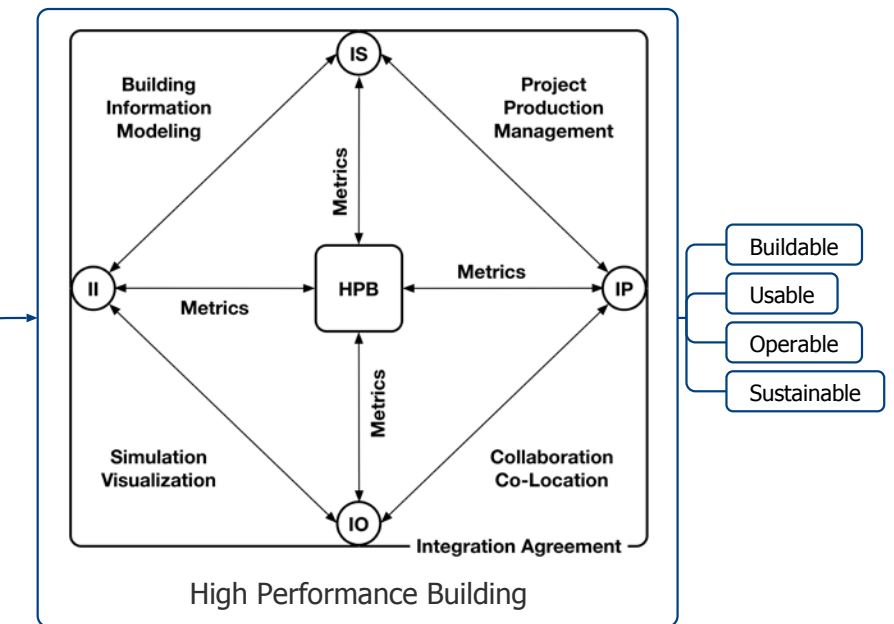 IS
Building
Information
Modeling
Project
Production
Management
Metrics
II
Metrics
HPB
Metrics
IP
Metrics
Simulation
Visualization
Collaboration
Co-Location
IO
Integration Agreement
High Performance Building
Buildable
Usable
Operable
Sustainable